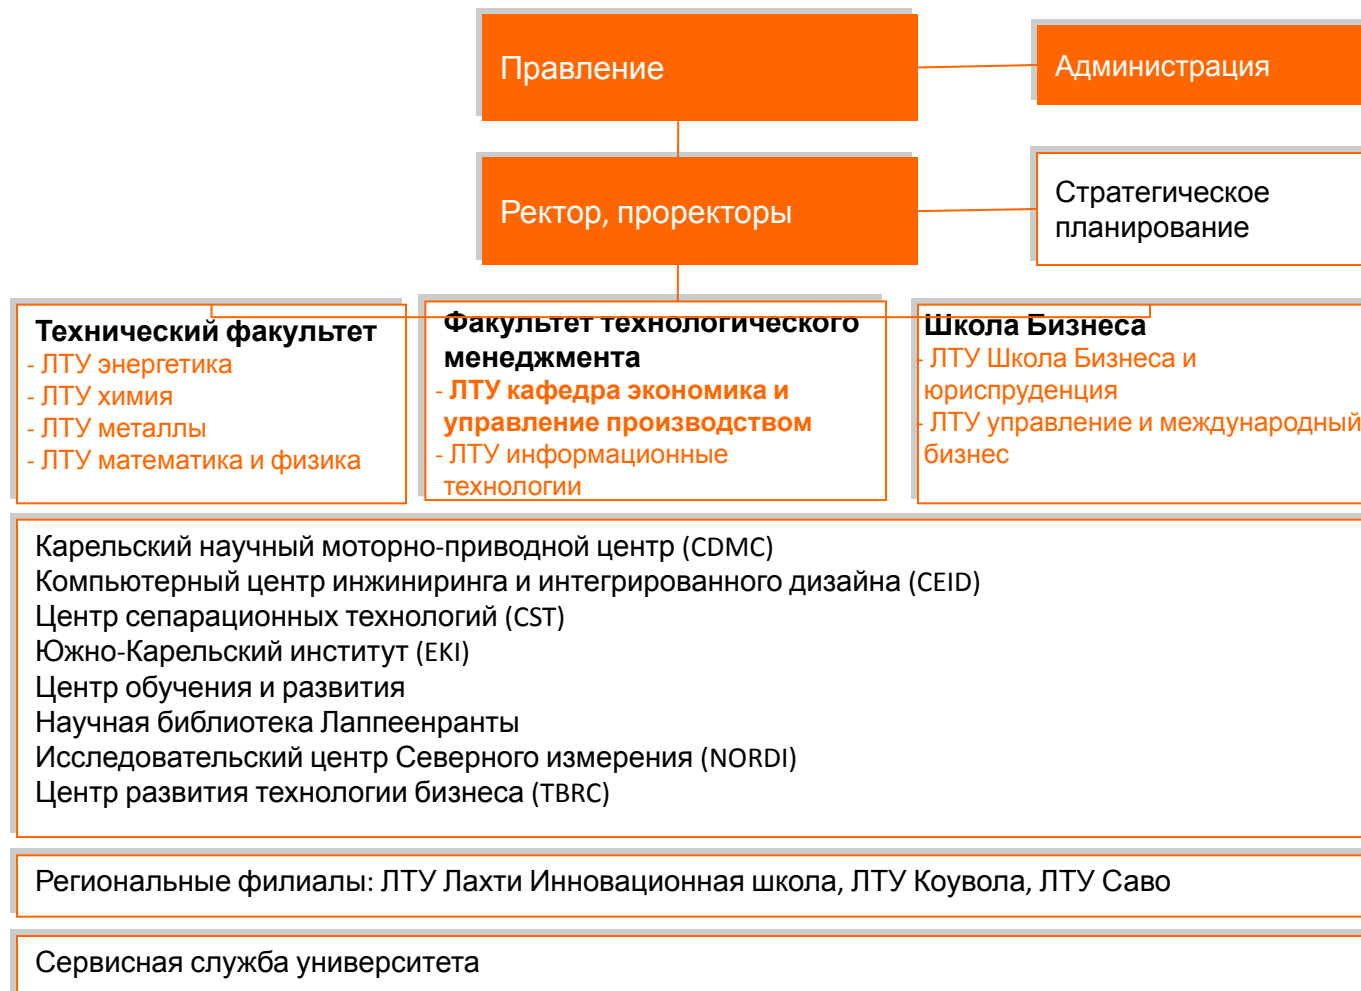 Правление
Администрация
Ректор, проректоры
Стратегическое
планирование
Технический факультет
- ЛТУ энергетика
- ЛТУ химия
- ЛТУ металлы
- ЛТУ математика и физика
Факультет технологического
менеджмента
- ЛТУ кафедра экономика и
управление производством
- ЛТУ информационные
технологии
Школа Бизнеса
- ЛТУ Школа Бизнеса и
юриспруденция
- ЛТУ управление и международный
бизнес
Карельский научный моторно-приводной центр (CDMC)
Компьютерный центр инжиниринга и интегрированного дизайна (CEID)
Центр сепарационных технологий (CST)
Южно-Карельский институт (EKI)
Центр обучения и развития
Научная библиотека Лаппеенранты
Исследовательский центр Северного измерения (NORDI)
Центр развития технологии бизнеса (TBRC)
Региональные филиалы: ЛТУ Лахти Инновационная школа, ЛТУ Коувола, ЛТУ Саво
Сервисная служба университета